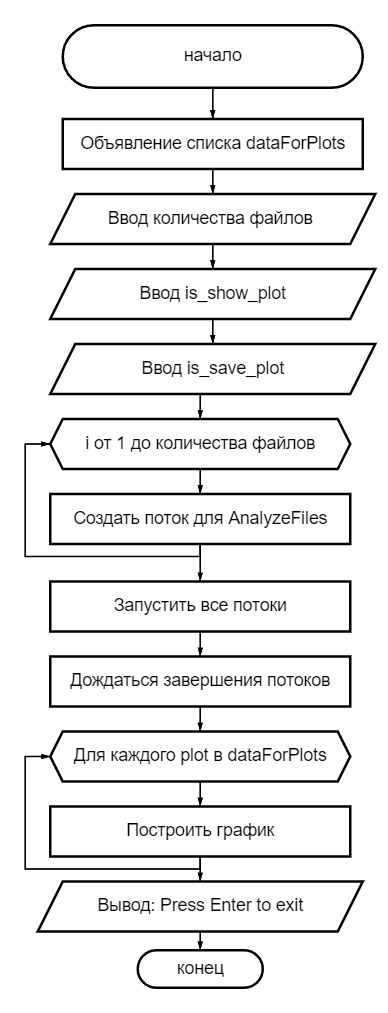 начало
Объявление списка dataForPlots
Ввод количества файлов
Ввод is_show_plot
Ввод is_save_plot
i от 1 до количества файлов
Создать поток для AnalyzeFiles
Запустить все потоки
Дождаться завершения потоков
Для каждого plot в dataForPlots
Построить график
Вывод: Press Enter to exit
конец